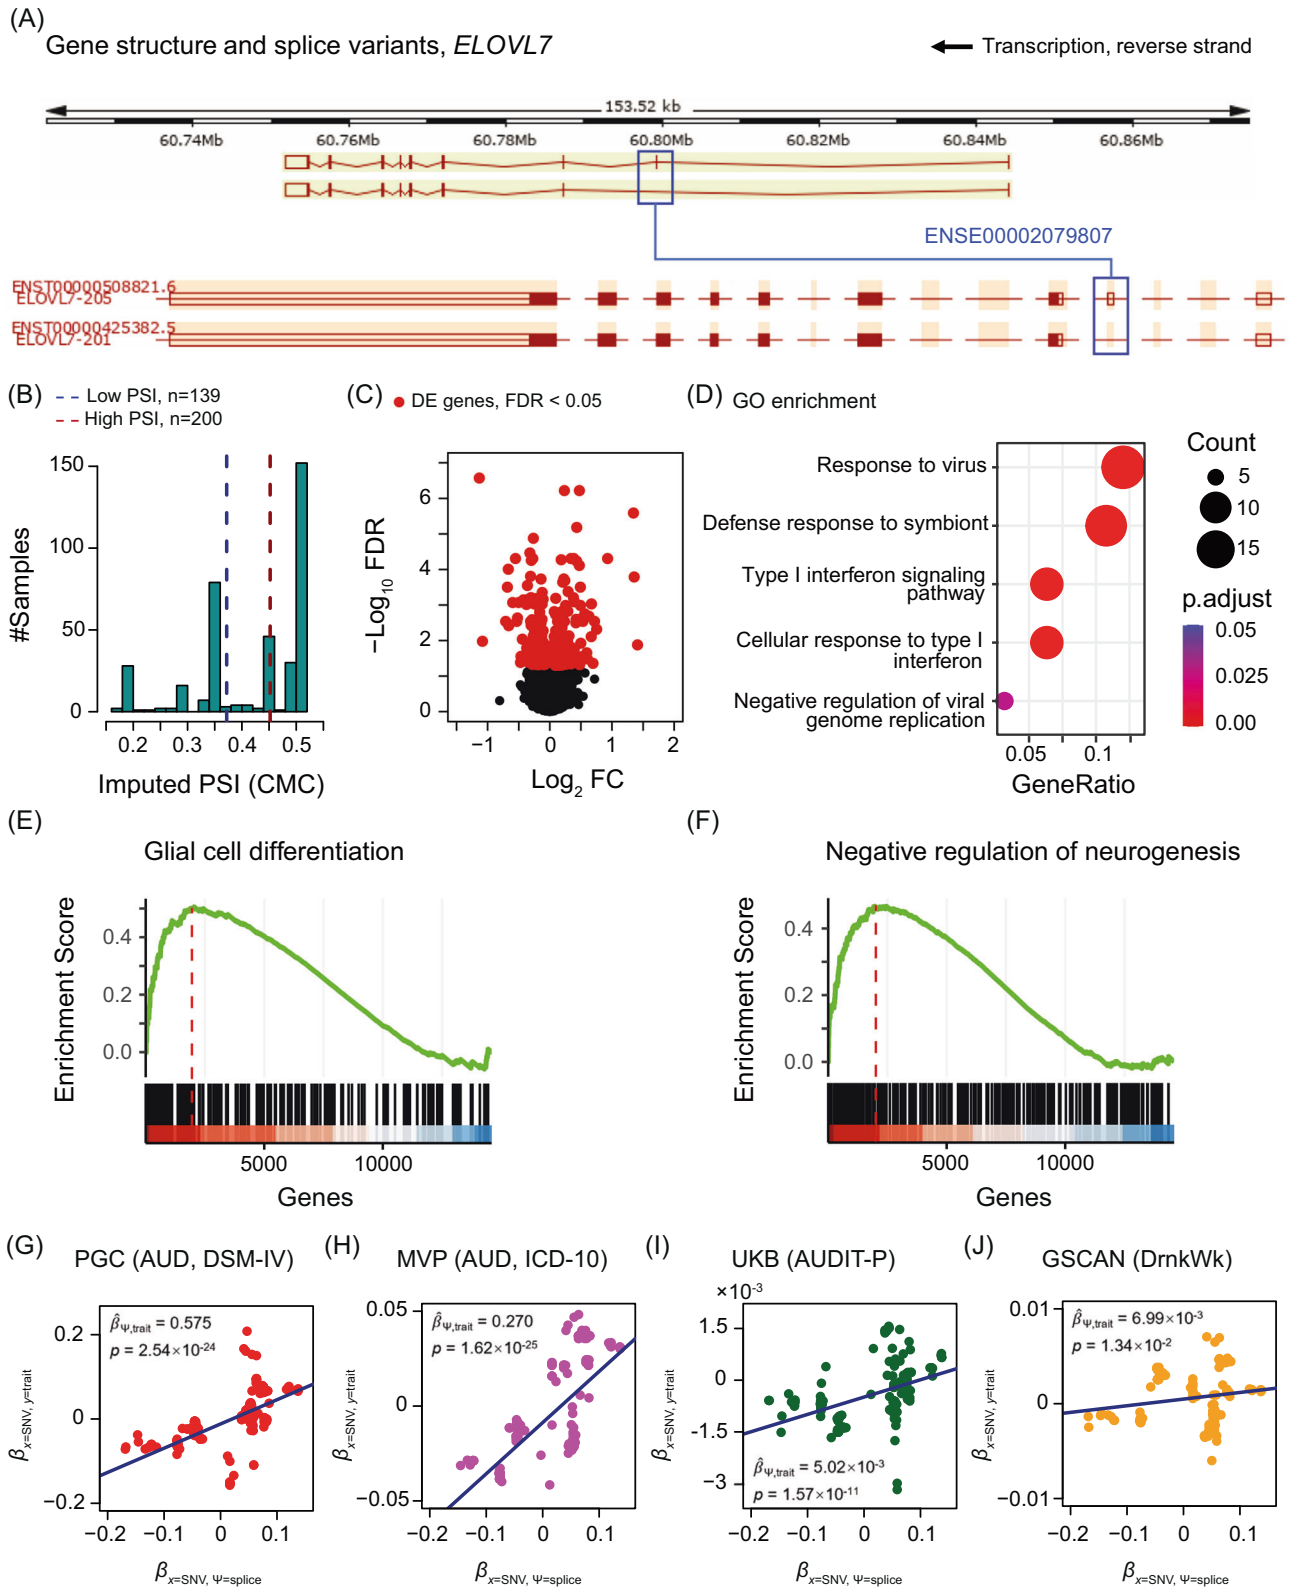 (A)
Gene structure and splice variants, ELOVL7
Transcription, reverse strand
153.52 kb
60.74Mb 60.76Mb 60.78Mb 60.80Mb 60.82Mb 60.84Mb 60.86Mb
ENSE00002079807
ENST00000508821.6
ELOVL7-205
ENST00000425382.5
ELOVL7-201
(B)
Low PSI, n=139
High PSI, n=200
#Samples
150
100
50
0
0.2 0.3 0.4 0.5
Imputed PSI (CMC)
(C)
DE genes, FDR < 0.05
−Log10 FDR
6
4
2
0
−1 0 1 2
Log2 FC
(D)
GO enrichment
Response to virus
Defense response to symbiont
Type I interferon signaling
pathway
Cellular response to type I
interferon
Negative regulation of viral
genome replication
0.05 0.1
GeneRatio
Count
5
10
15
p.adjust
0.05
0.025
0.00
(E)
Glial cell differentiation
Enrichment Score
0.4
0.2
0.0
5000 10000
Genes
(F)
Negative regulation of neurogenesis
Enrichment Score
0.4
0.2
0.0
5000 10000
Genes
(G)
PGC (AUD, DSM-IV)
β̂Ψ,trait = 0.575
p = 2.54×10⁻²⁴
βx=SNV, y=trait
0.2
0
−0.2
−0.2 −0.1 0 0.1
βx=SNV, Ψ=splice
(H)
MVP (AUD, ICD-10)
β̂Ψ,trait = 0.270
p = 1.62×10⁻²⁵
βx=SNV, y=trait
0.05
0
−0.05
−0.2 −0.1 0 0.1
βx=SNV, Ψ=splice
(I)
UKB (AUDIT-P)
×10⁻³
βx=SNV, y=trait
1.5
0
-1.5
−3
β̂Ψ,trait = 5.02×10⁻³
p = 1.57×10⁻¹¹
−0.2 −0.1 0 0.1
βx=SNV, Ψ=splice
(J)
GSCAN (DrnkWk)
β̂Ψ,trait = 6.99×10⁻³
p = 1.34×10⁻²
βx=SNV, y=trait
0.01
0
−0.01
−0.2 −0.1 0 0.1
βx=SNV, Ψ=splice